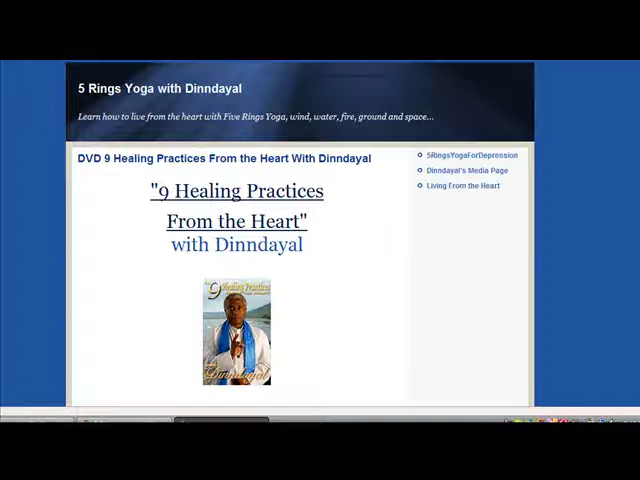 5 Rings Yoga with Dinndayal
Learn how to live from the heart with Five Rings Yoga, wind, water, fire, ground and space...
DVD 9 Healing Practices From the Heart With Dinndayal
"9 Healing Practices
From the Heart"
with Dinndayal
9 Healing Practices
Dinndayal
5RingsYogaForDepression
Dinndayal's Media Page
Living From the Heart